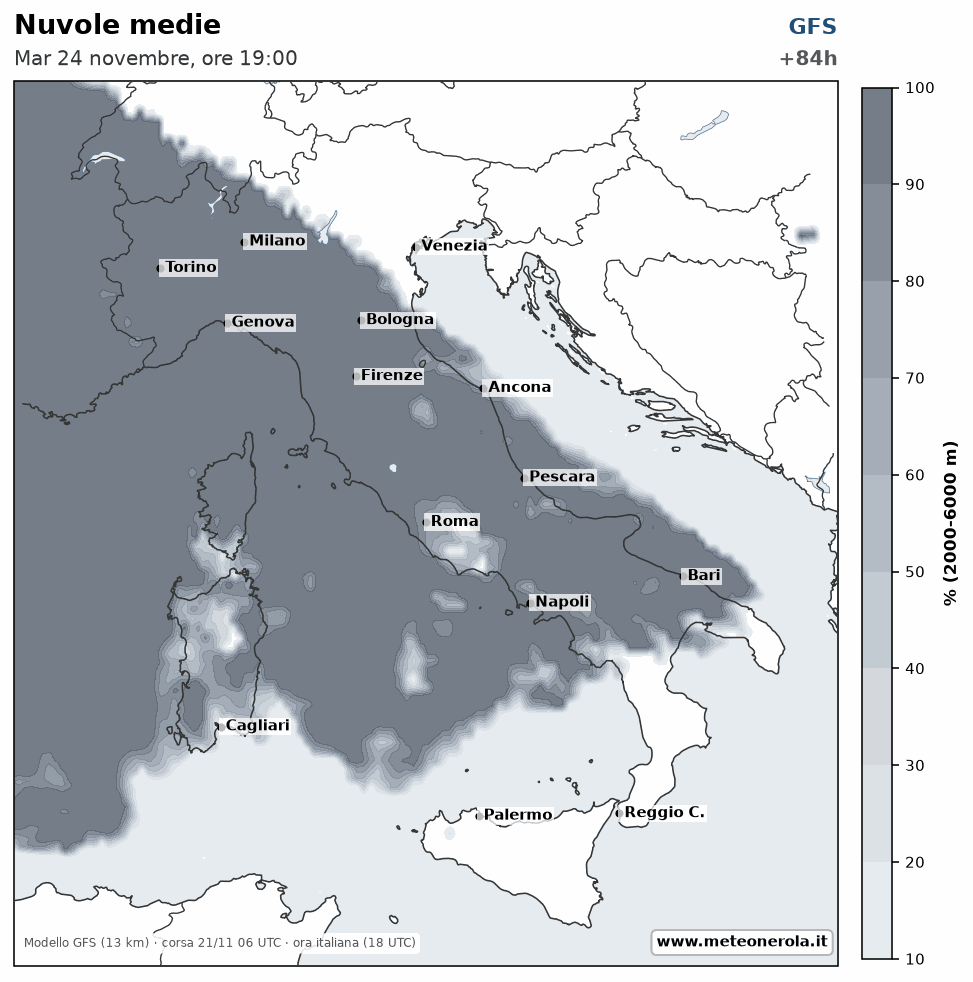 Nuvole medie
GFS
Mar 24 novembre, ore 19:00
+84h
100
90
80
70
60
50
40
30
20
10
% (2000-6000 m)
Milano
Venezia
Torino
Genova
Bologna
Firenze
Ancona
Pescara
Roma
Bari
Napoli
Cagliari
Palermo
Reggio C.
Modello GFS (13 km) · corsa 21/11 06 UTC · ora italiana (18 UTC)
www.meteonerola.it